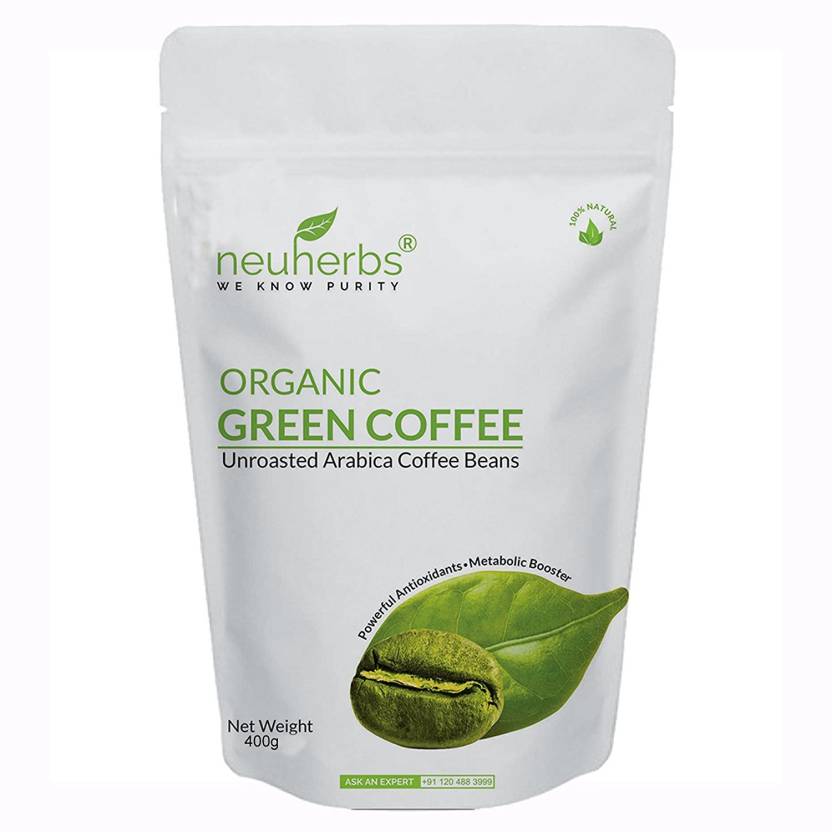 neuherbs®
WE KNOW PURITY
100% NATURAL
ORGANIC
GREEN COFFEE
Unroasted Arabica Coffee Beans
Powerful Antioxidants•Metabolic Booster
Net Weight
400g
ASK AN EXPERT +91 120 488 3999